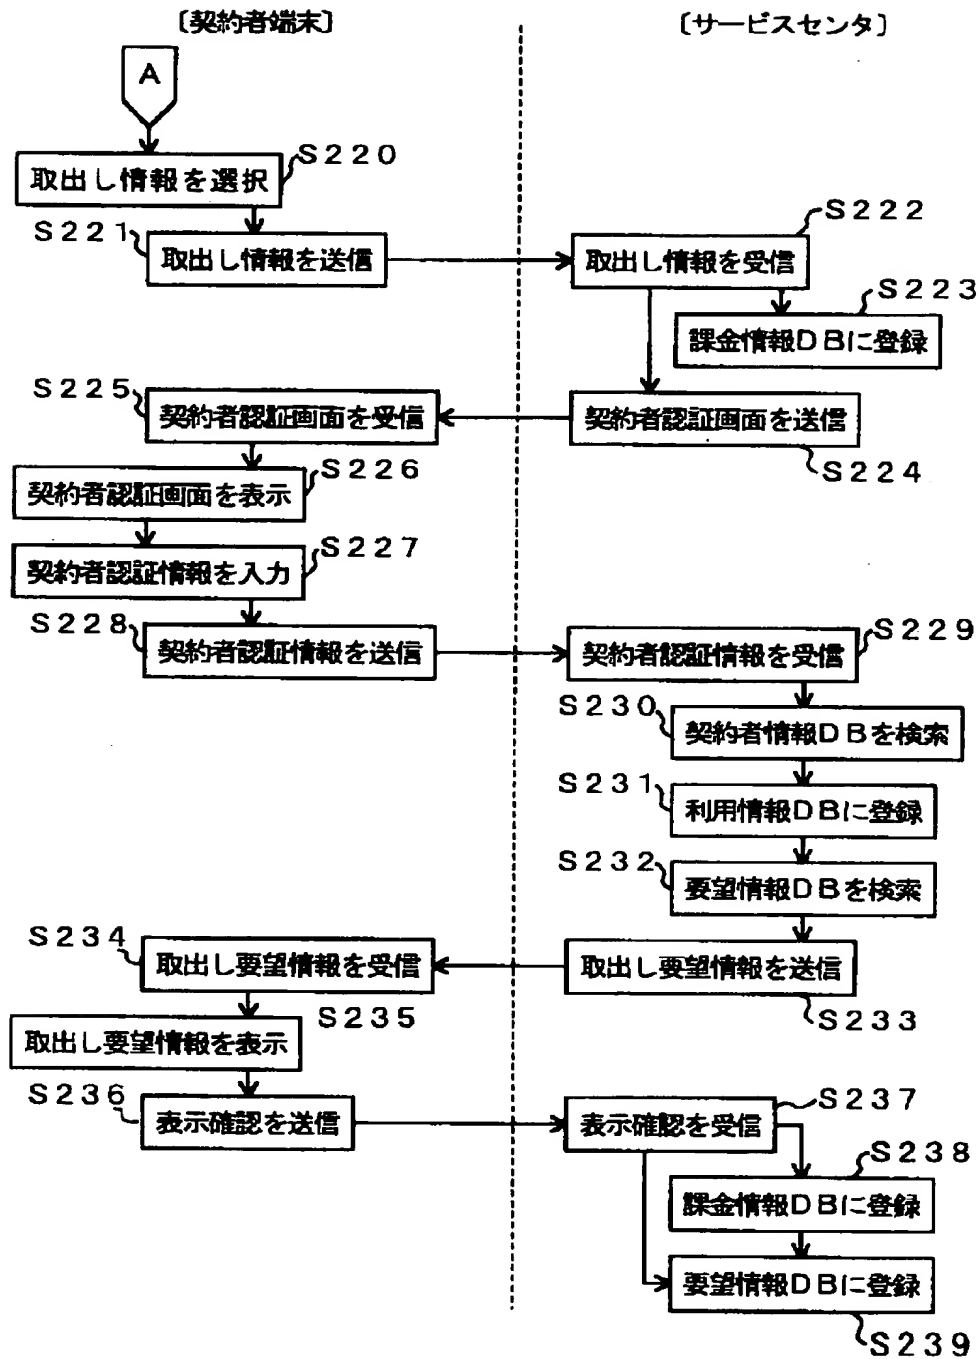 〔契約者端末〕
〔サービスセンタ〕
A
S220
取出し情報を選択
S221
取出し情報を送信
S222
取出し情報を受信
S223
課金情報DBに登録
S225
契約者認証画面を受信
契約者認証画面を送信
S224
S226
契約者認証画面を表示
S227
契約者認証情報を入力
S228
契約者認証情報を送信
S229
契約者認証情報を受信
S230
契約者情報DBを検索
S231
利用情報DBに登録
S232
要望情報DBを検索
S234
取出し要望情報を受信
取出し要望情報を送信
S233
S235
取出し要望情報を表示
S236
表示確認を送信
S237
表示確認を受信
S238
課金情報DBに登録
要望情報DBに登録
S239